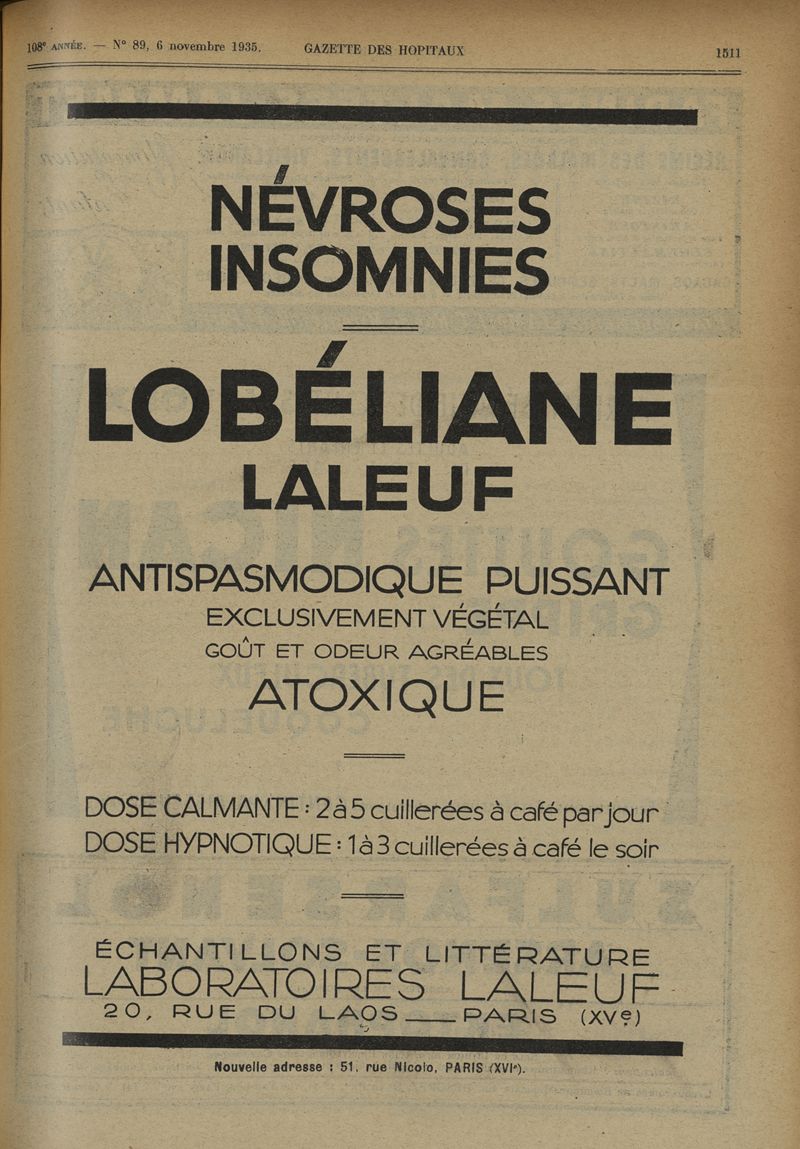 108e ANNÉE. — N° 89, 6 novembre 1935. GAZETTE DES HOPITAUX 1511
NÉVROSES
INSOMNIES
LOBÉLIANE
LALEUF
ANTISPASMODIQUE PUISSANT
EXCLUSIVEMENT VÉGÉTAL
GOÛT ET ODEUR AGRÉABLES
ATOXIQUE
DOSE CALMANTE : 2 à 5 cuillerées à café par jour
DOSE HYPNOTIQUE : 1 à 3 cuillerées à café le soir
ÉCHANTILLONS ET LITTÉRATURE
LABORATOIRES LALEUF
20, RUE DU LAOS ___ PARIS (XVe)
Nouvelle adresse : 51, rue Nicolo, PARIS (XVIe).